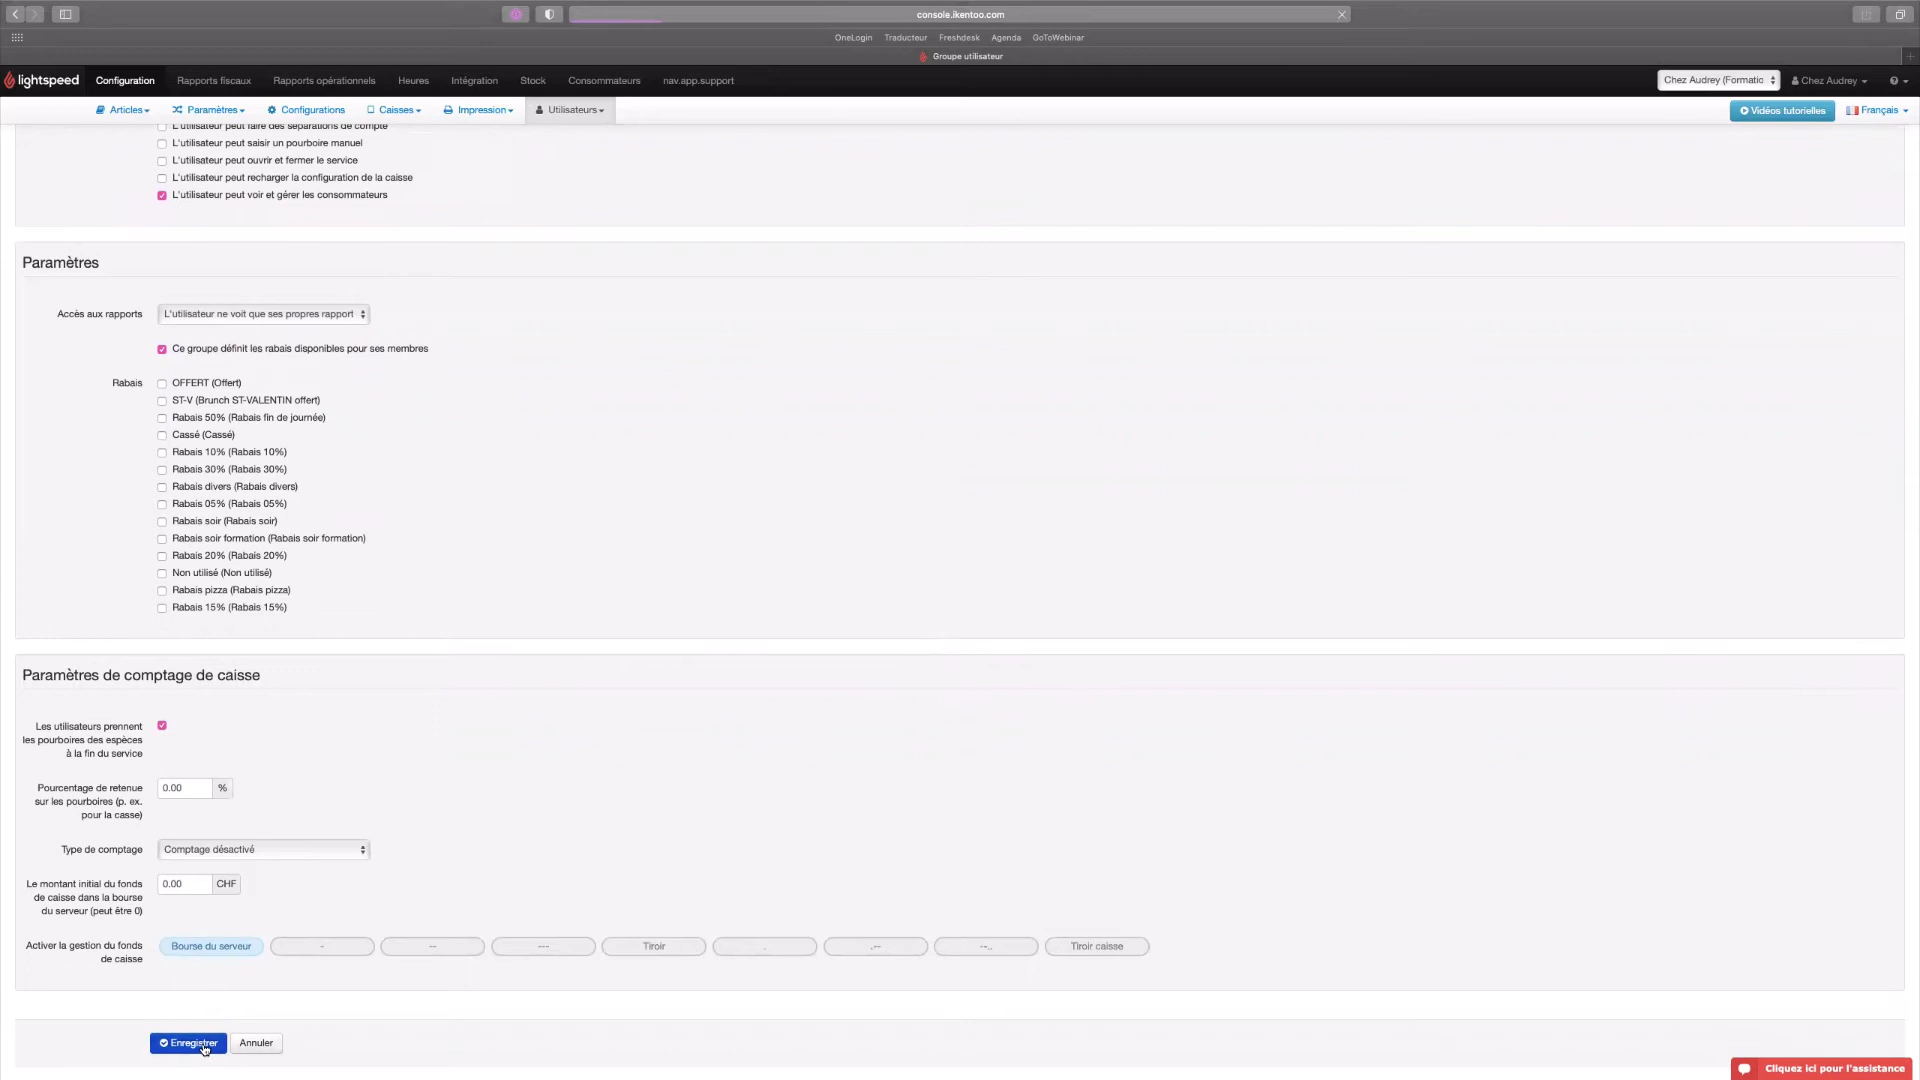 console.ikentoo.com
OneLogin Traducteur Freshdesk Agenda GoToWebinar
Groupe utilisateur
lightspeed Configuration Rapports fiscaux Rapports opérationnels Heures Intégration Stock Consommateurs nav.app.support Chez Audrey (Formatic Chez Audrey
Articles Paramètres Configurations Caisses Impression Utilisateurs Vidéos tutorielles Français
L'utilisateur peut faire des séparations de compte
L'utilisateur peut saisir un pourboire manuel
L'utilisateur peut ouvrir et fermer le service
L'utilisateur peut recharger la configuration de la caisse
L'utilisateur peut voir et gérer les consommateurs
Paramètres
Accès aux rapports L'utilisateur ne voit que ses propres rapport
Ce groupe définit les rabais disponibles pour ses membres
Rabais OFFERT (Offert)
ST-V (Brunch ST-VALENTIN offert)
Rabais 50% (Rabais fin de journée)
Cassé (Cassé)
Rabais 10% (Rabais 10%)
Rabais 30% (Rabais 30%)
Rabais divers (Rabais divers)
Rabais 05% (Rabais 05%)
Rabais soir (Rabais soir)
Rabais soir formation (Rabais soir formation)
Rabais 20% (Rabais 20%)
Non utilisé (Non utilisé)
Rabais pizza (Rabais pizza)
Rabais 15% (Rabais 15%)
Paramètres de comptage de caisse
Les utilisateurs prennent
les pourboires des espèces
à la fin du service
Pourcentage de retenue 0.00 %
sur les pourboires (p. ex.
pour la casse)
Type de comptage Comptage désactivé
Le montant initial du fonds 0.00 CHF
de caisse dans la bourse
du serveur (peut être 0)
Activer la gestion du fonds Bourse du serveur - -- --- Tiroir . .-- --.. Tiroir caisse
de caisse
Enregistrer Annuler
Cliquez ici pour l'assistance